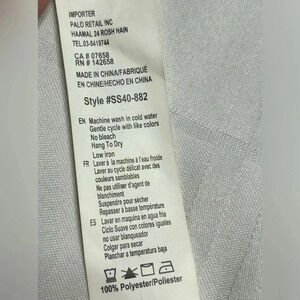 IMPORTER
PALO RETAIL INC
HAAMAL 24 ROSH HAIN
TEL.03-5419744
CA # 07658
RN # 142658
MADE IN CHINA/FABRIQUÉ
EN CHINE/HECHO EN CHINA
Style #SS40-882
EN Machine wash in cold water
Gentle cycle with like colors
No bleach
Hang To Dry
Low iron
FR Laver à la machine à l'eau froide
Laver au cycle délicat avec des
couleurs semblables
Ne pas utiliser d'agent de
blanchiment
Suspendre pour sécher
Repasser à basse température
ES Lavar en maquina en agua fria
Ciclo Suave con colores iguales
no usar blanqueador
Colgar para secar
Planchar a temperatura baja
100% Polyester/Poliester